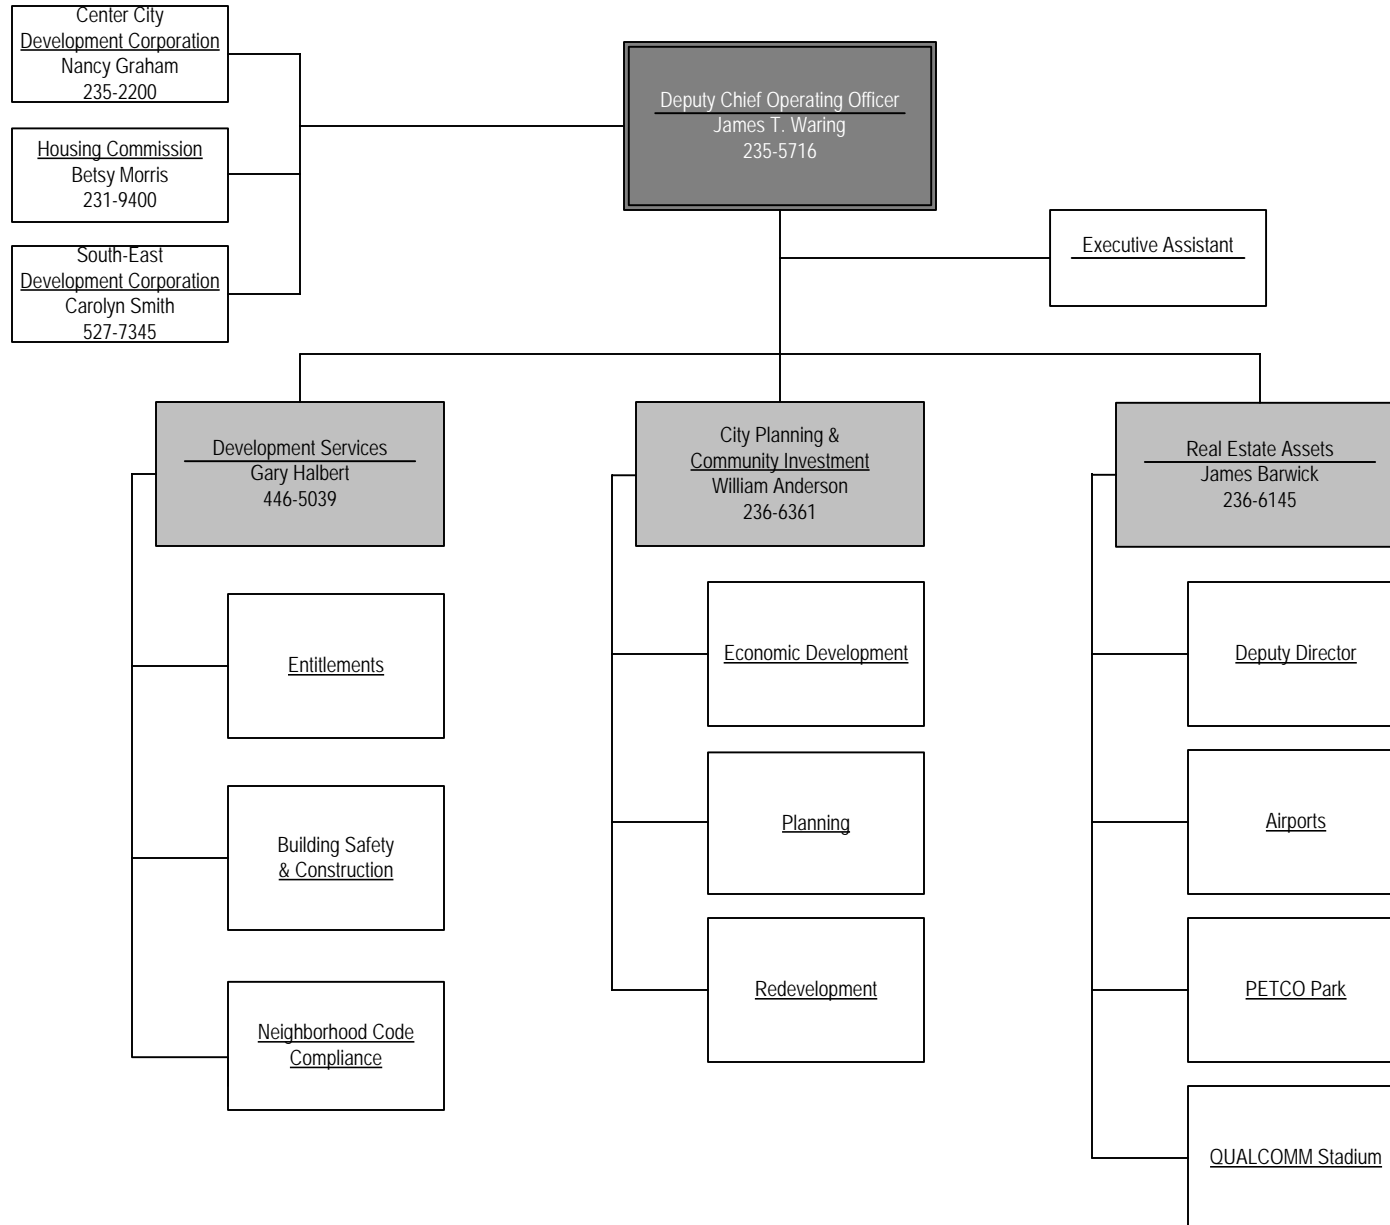 Center City
Development Corporation
Nancy Graham
235-2200
Housing Commission
Betsy Morris
231-9400
South-East
Development Corporation
Carolyn Smith
527-7345
Deputy Chief Operating Officer
James T. Waring
235-5716
Executive Assistant
Development Services
Gary Halbert
446-5039
Entitlements
Building Safety
& Construction
Neighborhood Code
Compliance
City Planning &
Community Investment
William Anderson
236-6361
Economic Development
Planning
Redevelopment
Real Estate Assets
James Barwick
236-6145
Deputy Director
Airports
PETCO Park
QUALCOMM Stadium